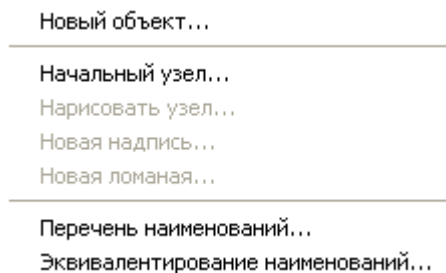 Новый объект...
Начальный узел...
Нарисовать узел...
Новая надпись...
Новая ломаная...
Перечень наименований...
Эквивалентирование наименований...